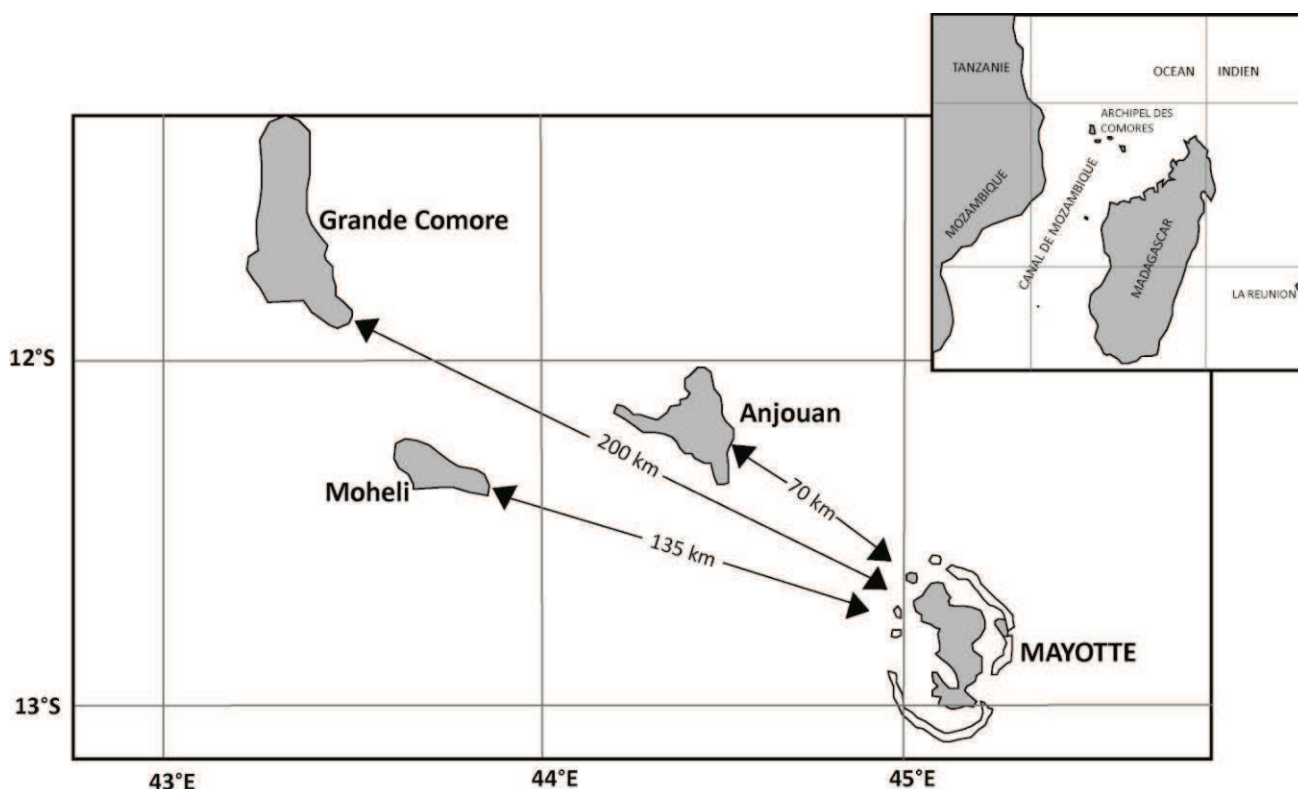 TANZANIE
OCEAN
INDIEN
ARCHIPEL DES
COMORES
MOZAMBIQUE
CANAL DE MOZAMBIQUE
MADAGASCAR
LA REUNION
Grande Comore
12°S
Anjouan
200 km
70 km
Moheli
135 km
MAYOTTE
13°S
43°E
44°E
45°E